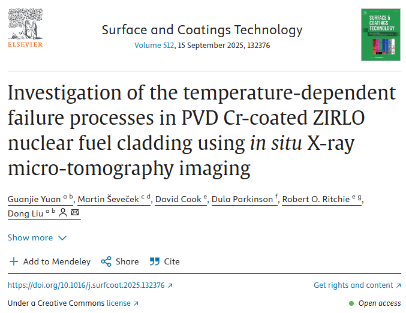 ELSEVIER
Surface and Coatings Technology
Volume 512, 15 September 2025, 132376
SURFACE & COATINGS TECHNOLOGY
Investigation of the temperature-dependent
failure processes in PVD Cr-coated ZIRLO
nuclear fuel cladding using in situ X-ray
micro-tomography imaging
Guanjie Yuan a b, Martin Ševeček c d, David Cook e, Dula Parkinson f, Robert O. Ritchie e g,
Dong Liu a b
Show more
Add to Mendeley Share Cite
https://doi.org/10.1016/j.surfcoat.2025.132376 Get rights and content
Under a Creative Commons license Open access